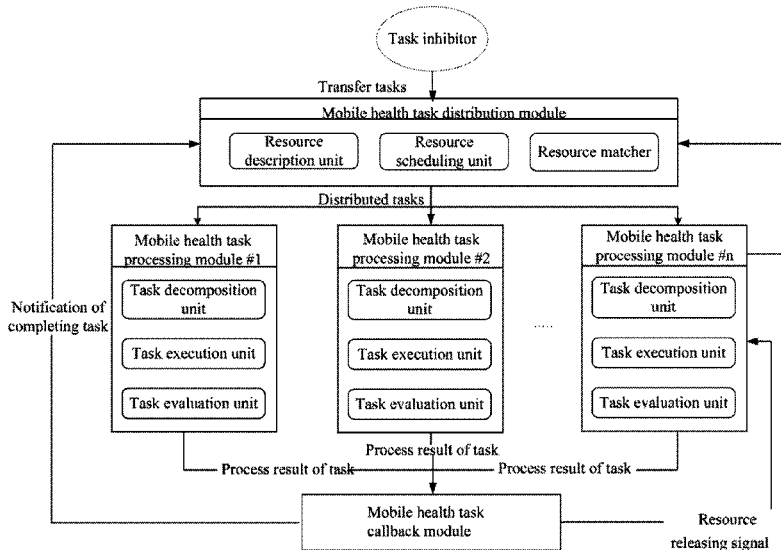 Task inhibitor
Transfer tasks
Mobile health task distribution module
Resource
description unit
Resource
scheduling unit
Resource matcher
Distributed tasks
Mobile health task
processing module #1
Task decomposition
unit
Task execution unit
Task evaluation unit
Mobile health task
processing module #2
Task decomposition
unit
Task execution unit
Task evaluation unit
.....
Mobile health task
processing module #n
Task decomposition
unit
Task execution unit
Task evaluation unit
Notification of
completing task
Process result of task
Process result of task
Process result of task
Mobile health task
callback module
Resource
releasing signal